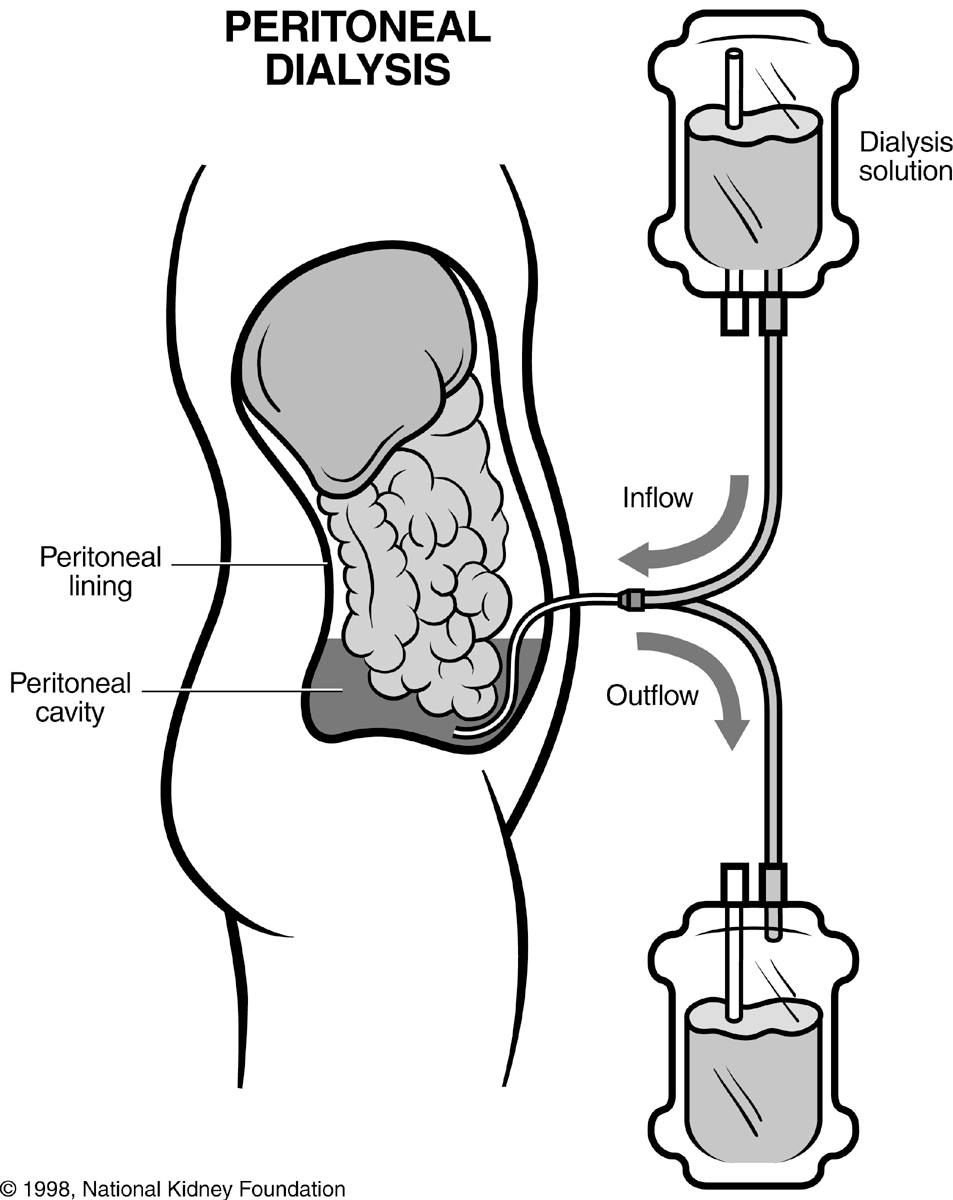 PERITONEAL
DIALYSIS
Dialysis
solution
Inflow
Peritoneal
lining
Peritoneal
cavity
Outflow
© 1998, National Kidney Foundation